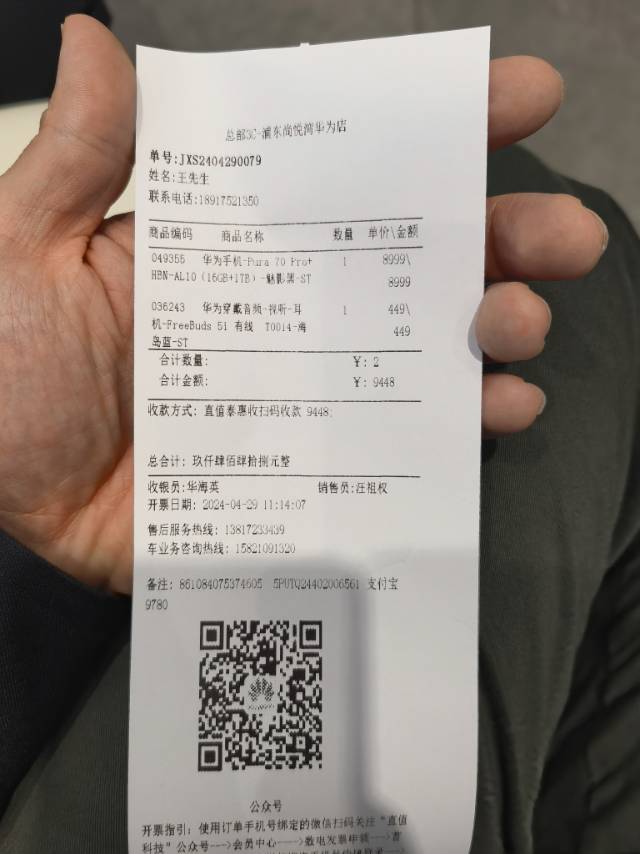 总部3C-浦东尚悦湾华为店
单号:JXS2404290079
姓名:王先生
联系电话:18917521350
商品编码 商品名称 数量 单价\金额
049355 华为手机-Pura 70 Pro+ 1 8999\
HBN-AL10（16GB+1TB）-魅影黑-ST 8999
036243 华为穿戴音频-视听-耳 1 449\
机-FreeBuds 5i 有线 T0014-海 449
岛蓝-ST
合计数量: ¥: 2
合计金额: ¥: 9448
收款方式: 直值泰惠收扫码收款 9448;
总合计: 玖仟肆佰肆拾捌元整
收银员:华海英 销售员:汪祖权
开票日期: 2024-04-29 11:14:07
售后服务热线: 13817233439
车业务咨询热线: 15821091320
备注: 861084075374605 5PUTQ24402006561 支付宝
9780
公众号
开票指引: 使用订单手机号绑定的微信扫码关注"直值
科技"公众号--->会员中心---->数电发票申领--->